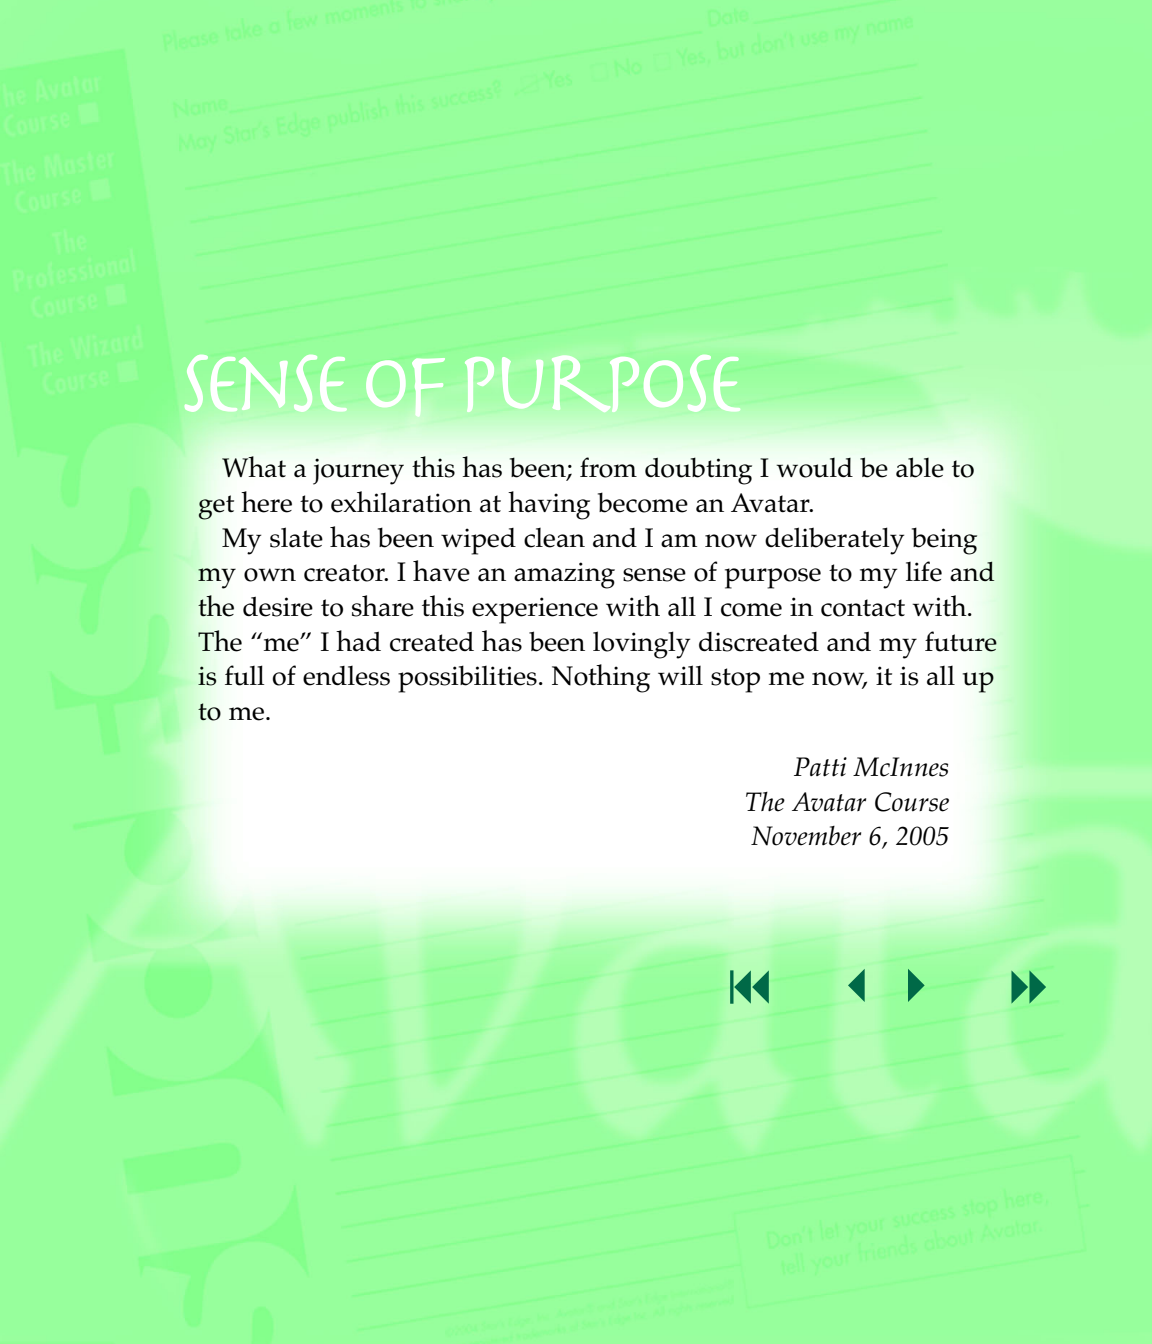 Please take a few moments to
Date
Name
May Star's Edge publish this success? Yes No Yes, but don't use my name
he Avatar
Course
The Master
Course
The
Professional
Course
The Wizard
Course
SENSE OF PURPOSE
What a journey this has been; from doubting I would be able to
get here to exhilaration at having become an Avatar.
My slate has been wiped clean and I am now deliberately being
my own creator. I have an amazing sense of purpose to my life and
the desire to share this experience with all I come in contact with.
The “me” I had created has been lovingly discreated and my future
is full of endless possibilities. Nothing will stop me now, it is all up
to me.
Patti McInnes
The Avatar Course
November 6, 2005
Avata
Don't let your success stop here,
tell your friends about Avatar.